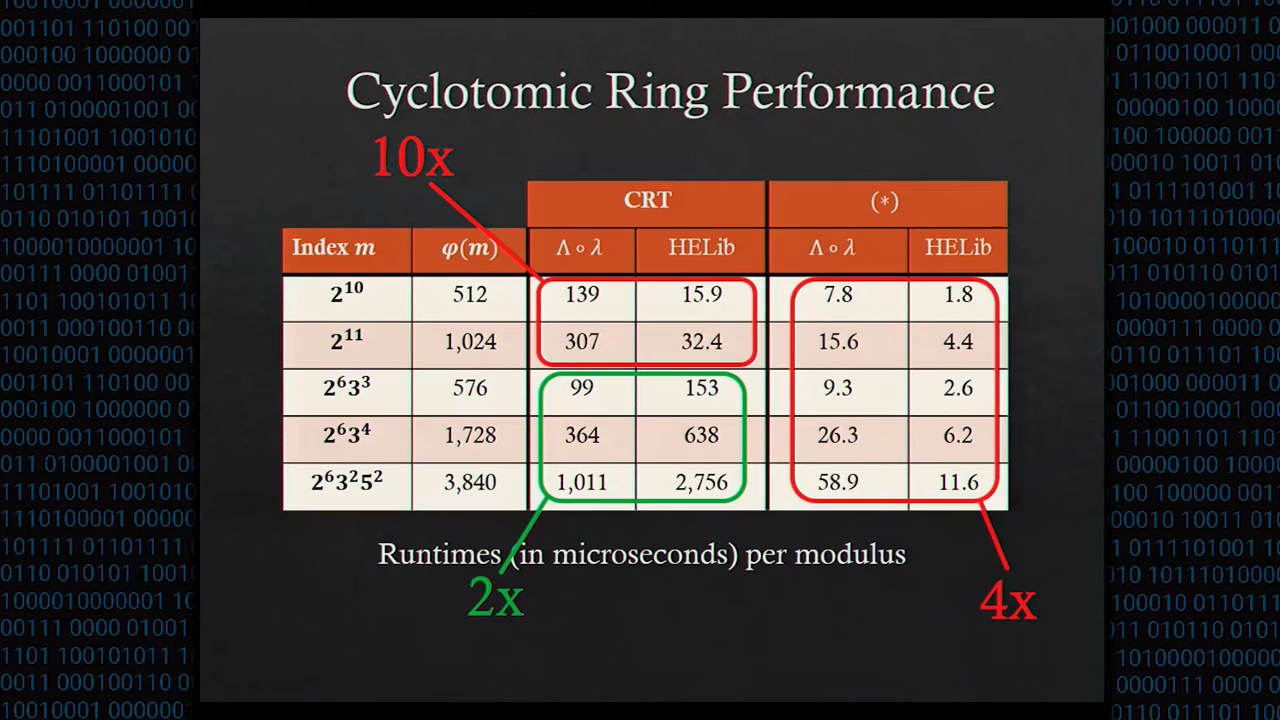 Cyclotomic Ring Performance
10x
CRT (*)
Index m φ(m) Λ ∘ λ HELib Λ ∘ λ HELib
2^10 512 139 15.9 7.8 1.8
2^11 1,024 307 32.4 15.6 4.4
2^6 3^3 576 99 153 9.3 2.6
2^6 3^4 1,728 364 638 26.3 6.2
2^6 3^2 5^2 3,840 1,011 2,756 58.9 11.6
Runtimes (in microseconds) per modulus
2x 4x